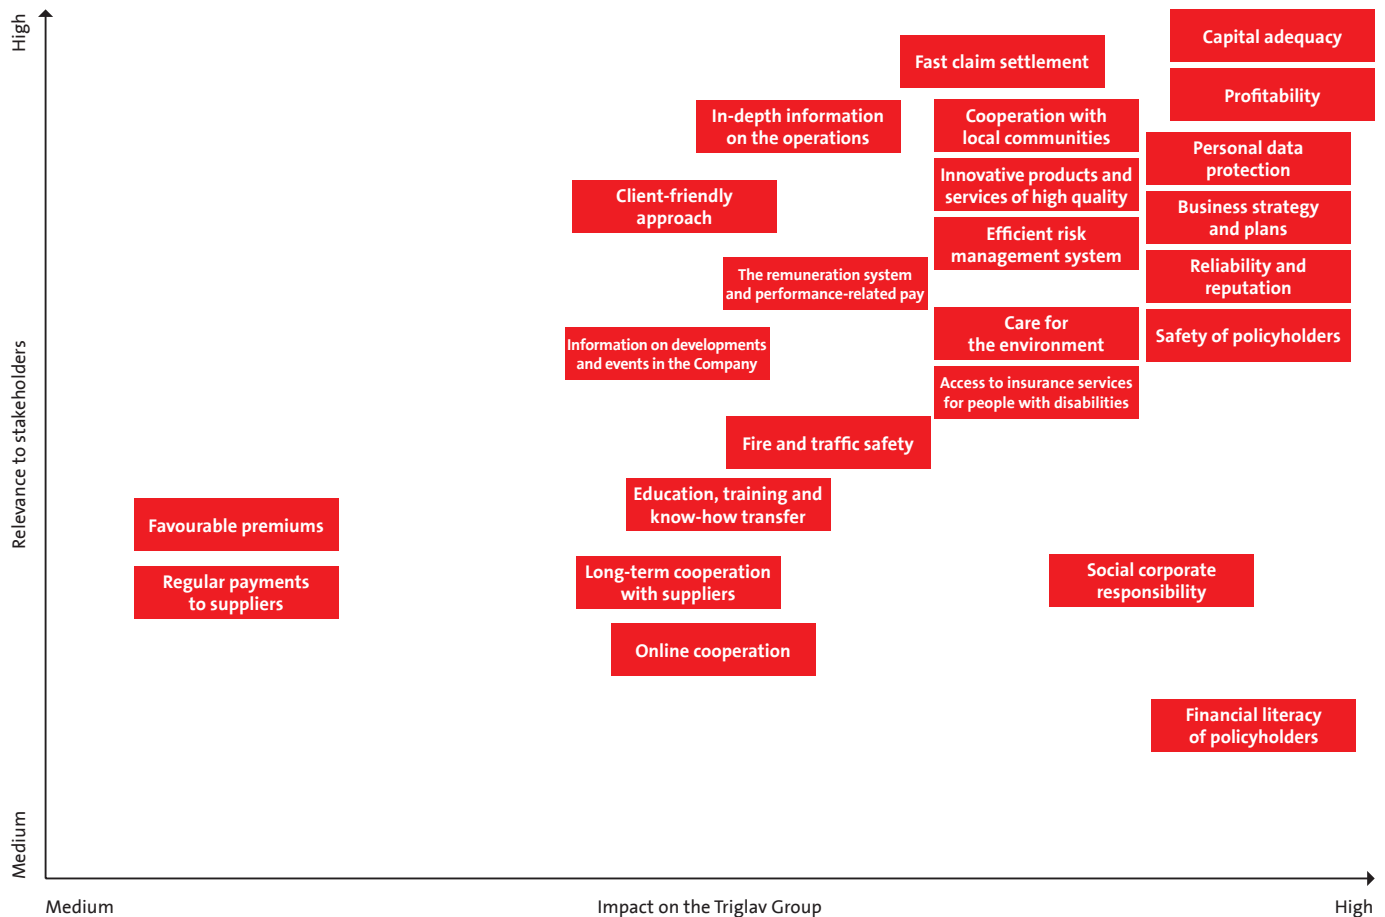 High
Capital adequacy
Fast claim settlement
Profitability
In-depth information
on the operations
Cooperation with
local communities
Personal data
protection
Innovative products and
services of high quality
Client-friendly
approach
Business strategy
and plans
Efficient risk
management system
The remuneration system
and performance-related pay
Reliability and
reputation
Care for
the environment
Safety of policyholders
Information on developments
and events in the Company
Access to insurance services
for people with disabilities
Relevance to stakeholders
Fire and traffic safety
Education, training and
know-how transfer
Favourable premiums
Regular payments
to suppliers
Long-term cooperation
with suppliers
Social corporate
responsibility
Online cooperation
Financial literacy
of policyholders
Medium
Medium
Impact on the Triglav Group
High